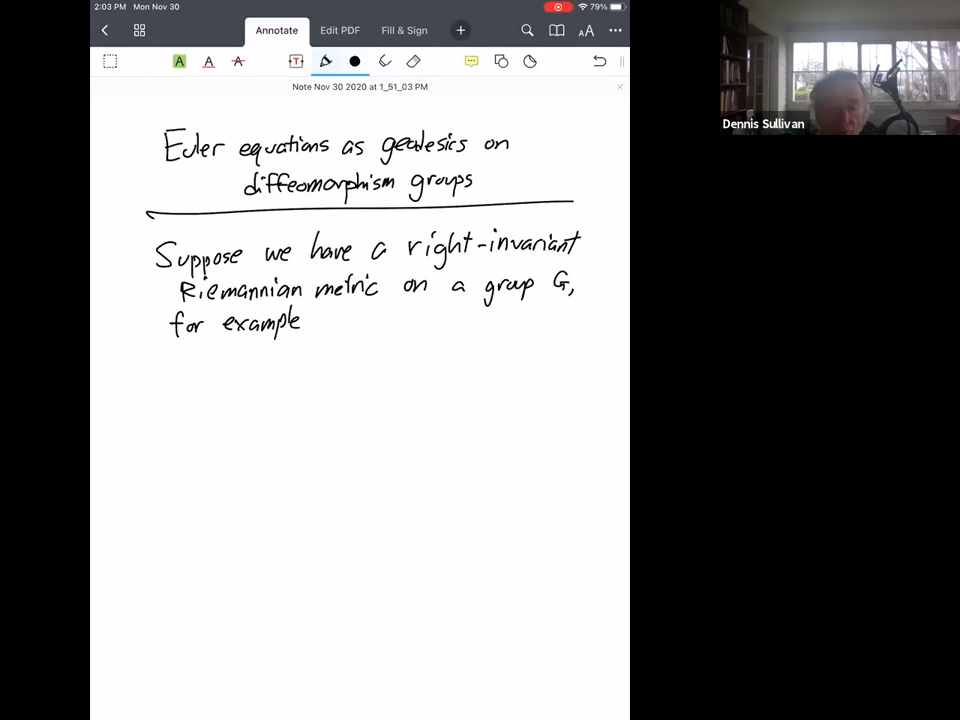 2:03 PM Mon Nov 30
79%
Annotate
Edit PDF
Fill & Sign
Note Nov 30 2020 at 1_51_03 PM
Euler equations as geodesics on
diffeomorphism groups
Suppose we have a right-invariant
Riemannian metric on a group G,
for example
Dennis Sullivan